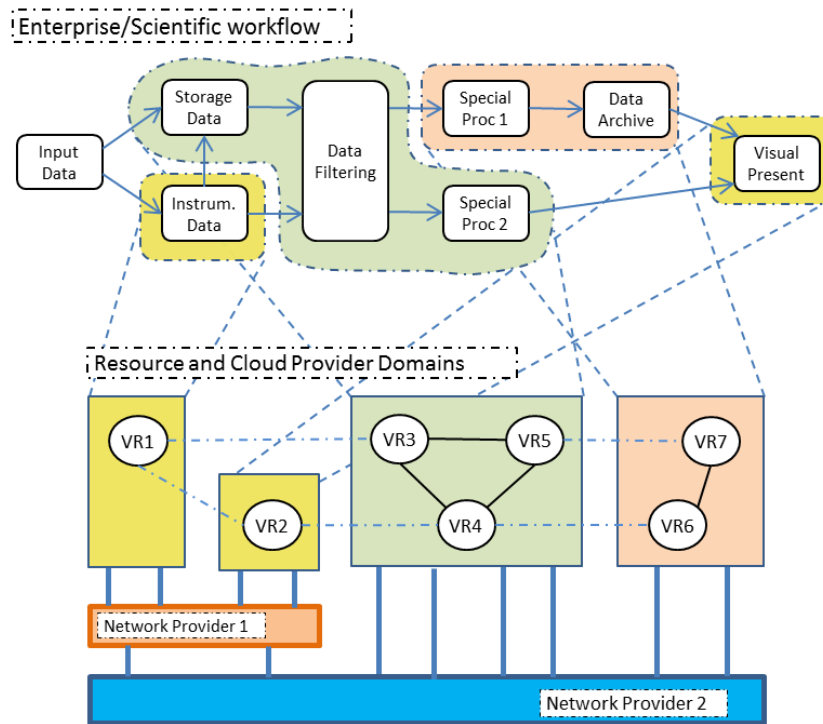 Enterprise/Scientific workflow
Storage
Data
Special
Proc 1
Data
Archive
Input
Data
Data
Filtering
Visual
Present
Instrum.
Data
Special
Proc 2
Resource and Cloud Provider Domains
VR1
VR3
VR5
VR7
VR2
VR4
VR6
Network Provider 1
Network Provider 2